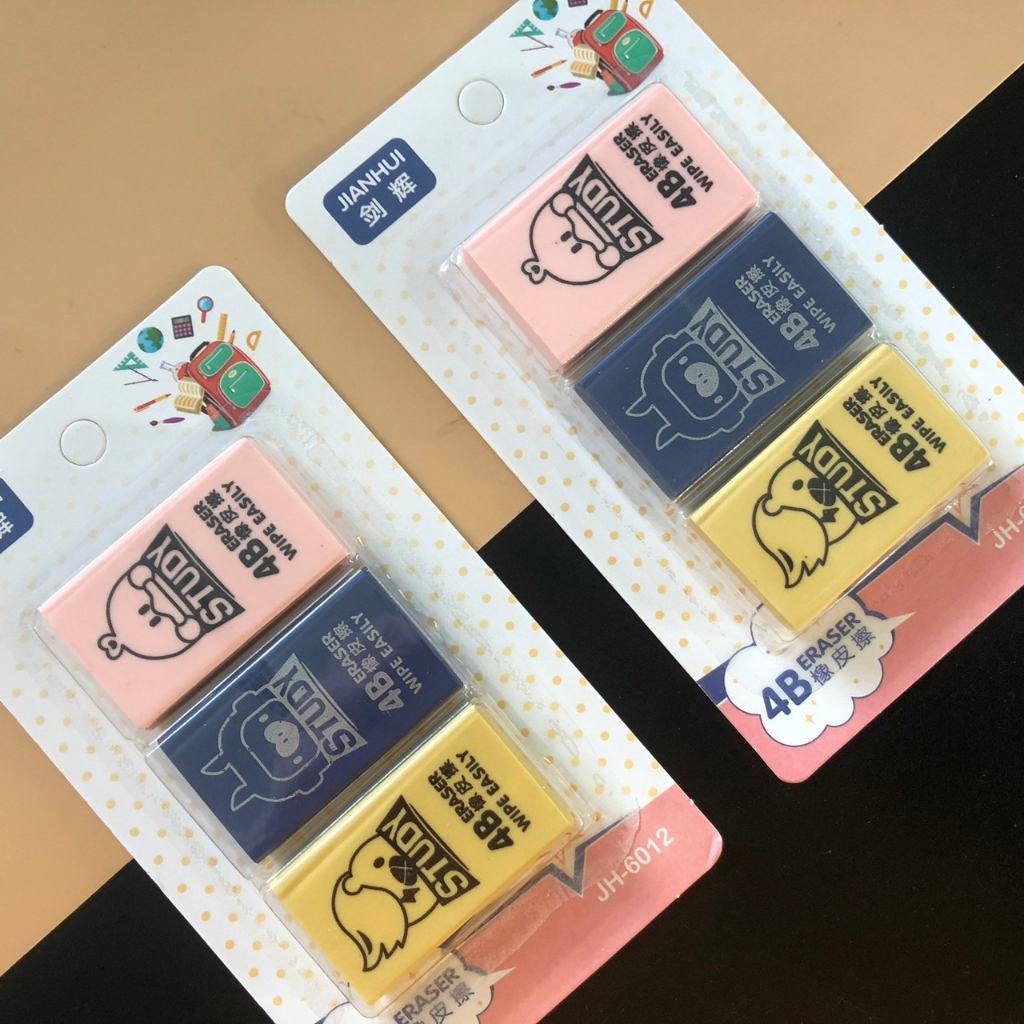 JIANHUI
剑辉
STUDY
4B ERASER
橡皮擦
WIPE EASILY
STUDY
4B ERASER
橡皮擦
WIPE EASILY
STUDY
4B ERASER
橡皮擦
WIPE EASILY
4B ERASER
橡皮擦
STUDY
4B ERASER
橡皮擦
WIPE EASILY
STUDY
4B ERASER
橡皮擦
WIPE EASILY
STUDY
4B ERASER
橡皮擦
WIPE EASILY
JH-6012
ERASER
橡皮擦